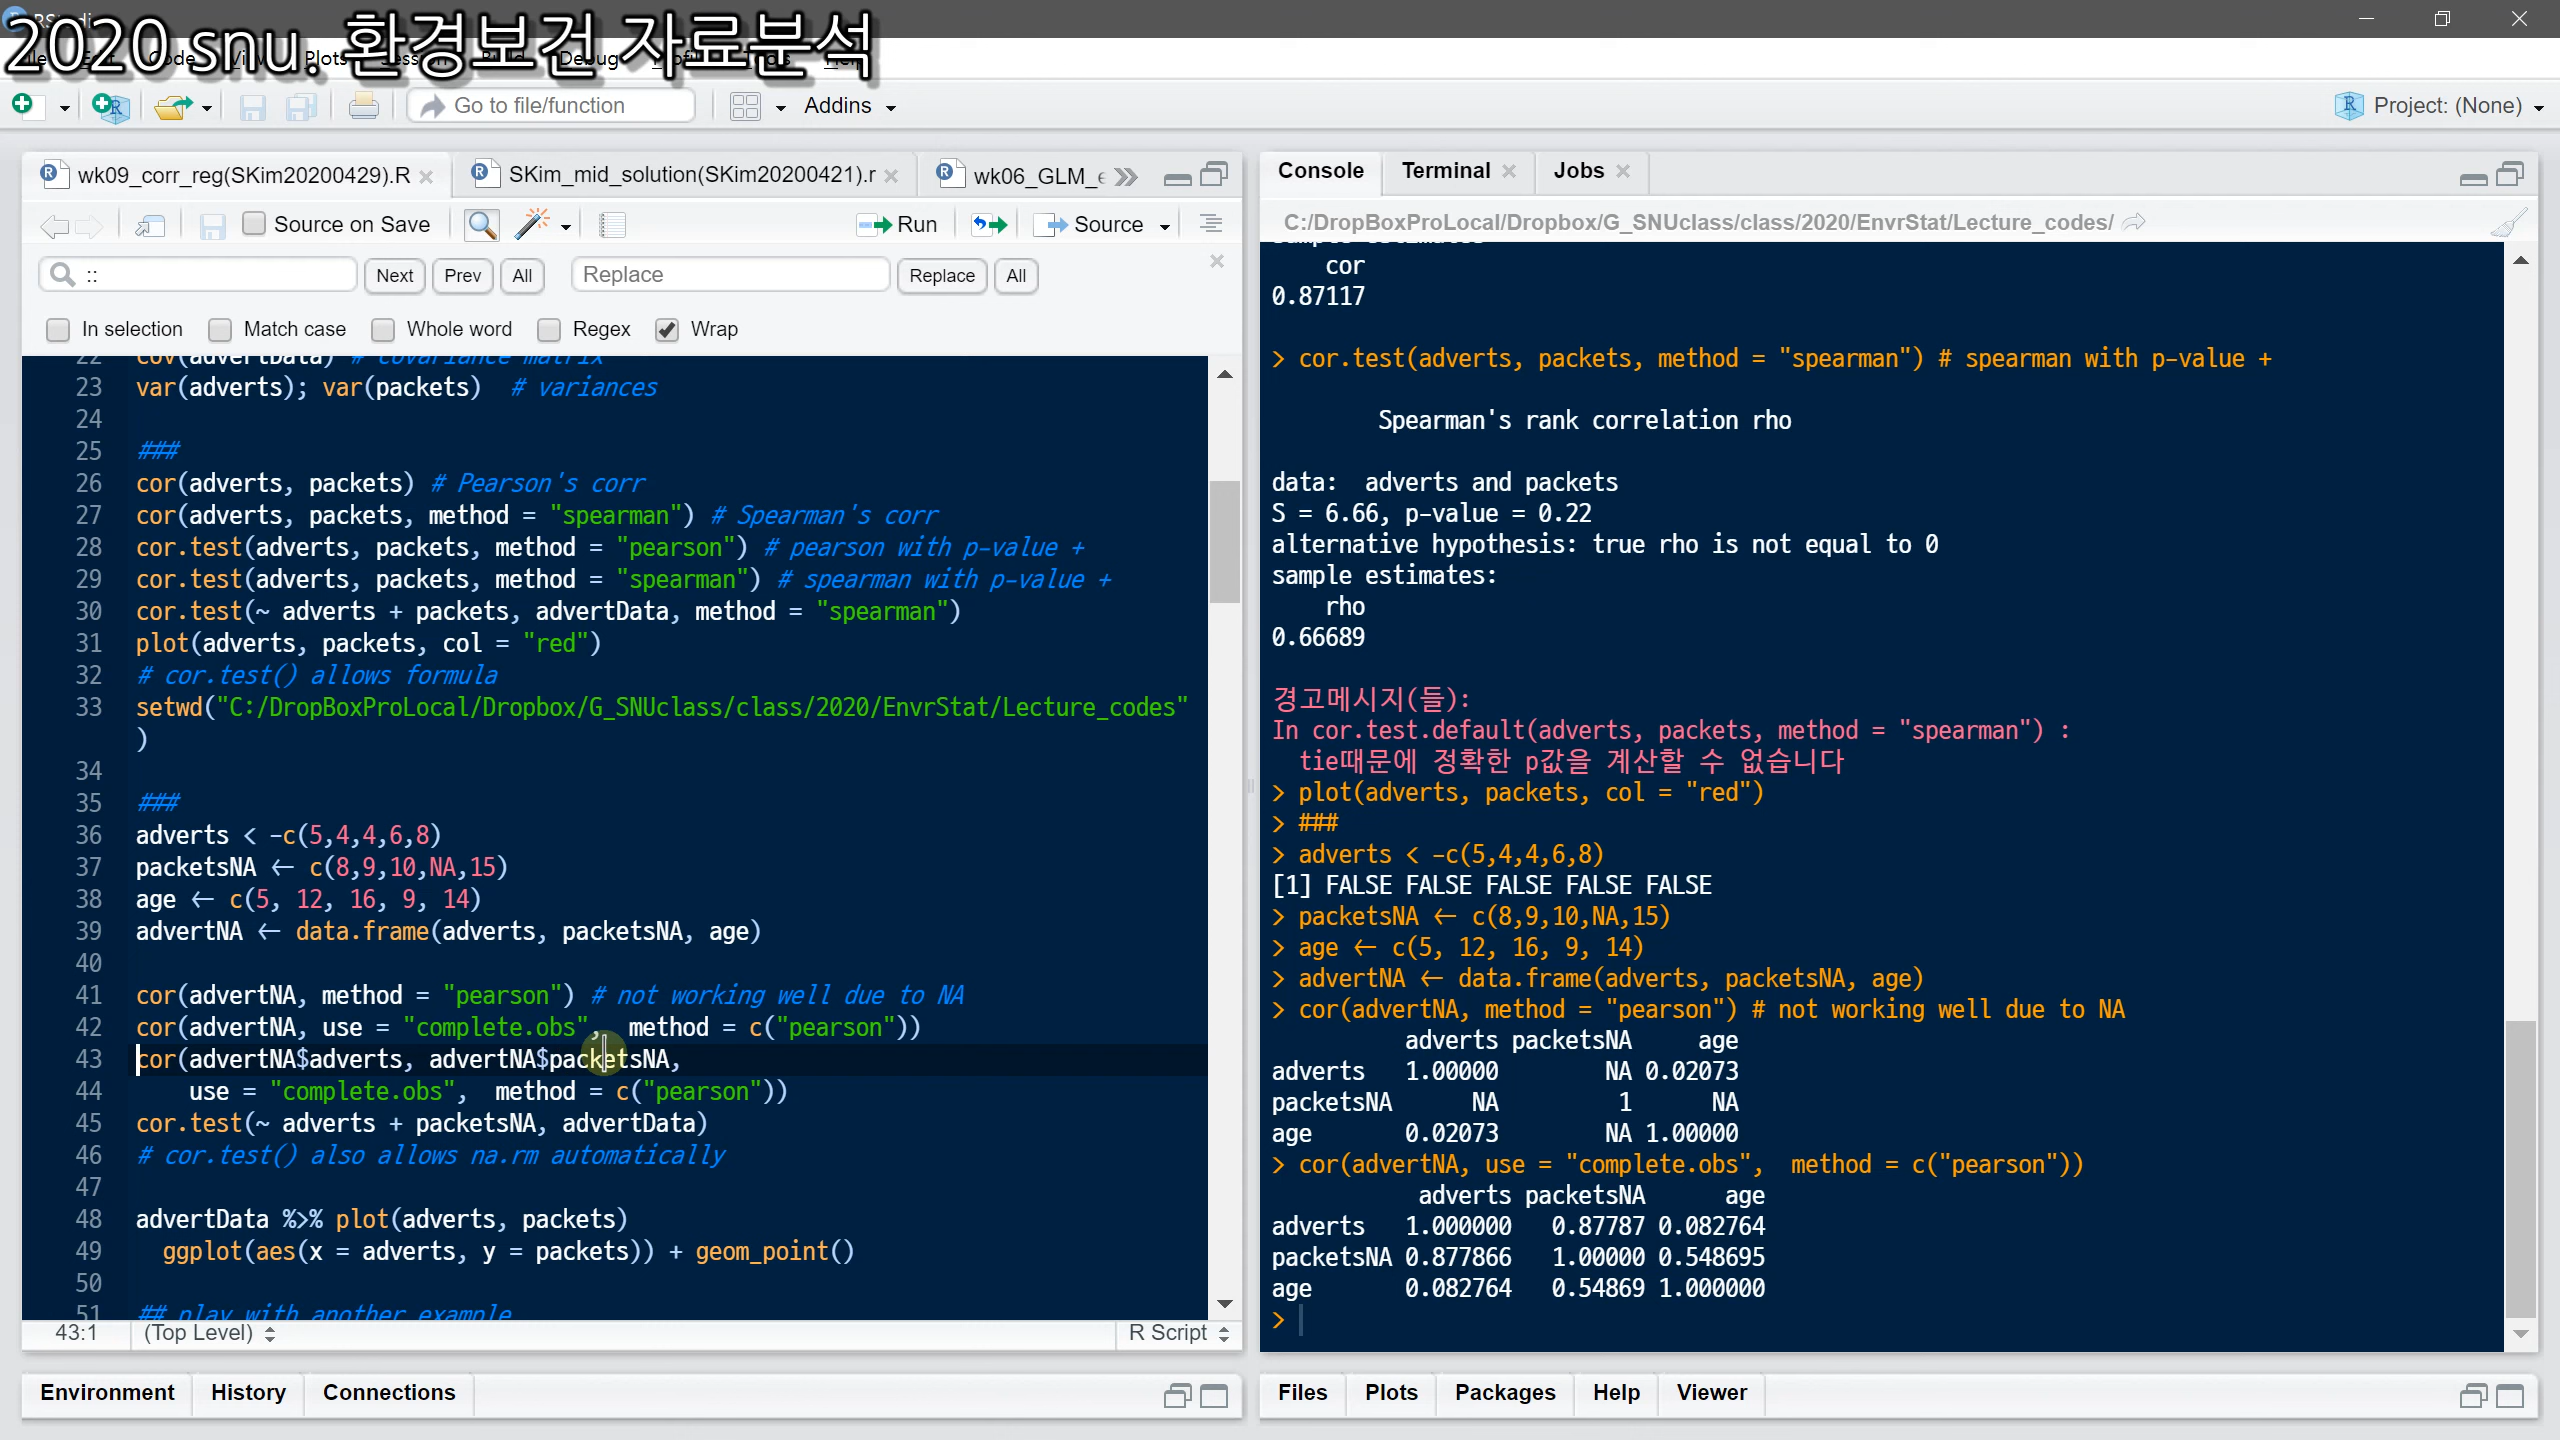 2020 snu. 환경보건 자료분석
Go to file/function
Addins
Project: (None)
wk09_corr_reg(SKim20200429).R
SKim_mid_solution(SKim20200421).r
wk06_GLM_e
Source on Save
Run
Source
::
Next
Prev
All
Replace
Replace
All
In selection
Match case
Whole word
Regex
Wrap
22 cov(advertData) # covariance matrix
23 var(adverts); var(packets)  # variances
24
25 ###
26 cor(adverts, packets) # Pearson's corr
27 cor(adverts, packets, method = "spearman") # Spearman's corr
28 cor.test(adverts, packets, method = "pearson") # pearson with p-value +
29 cor.test(adverts, packets, method = "spearman") # spearman with p-value +
30 cor.test(~ adverts + packets, advertData, method = "spearman")
31 plot(adverts, packets, col = "red")
32 # cor.test() allows formula
33 setwd("C:/DropBoxProLocal/Dropbox/G_SNUclass/class/2020/EnvrStat/Lecture_codes"
)
34
35 ###
36 adverts < -c(5,4,4,6,8)
37 packetsNA <- c(8,9,10,NA,15)
38 age <- c(5, 12, 16, 9, 14)
39 advertNA <- data.frame(adverts, packetsNA, age)
40
41 cor(advertNA, method = "pearson") # not working well due to NA
42 cor(advertNA, use = "complete.obs",  method = c("pearson"))
43 cor(advertNA$adverts, advertNA$packetsNA,
44     use = "complete.obs",  method = c("pearson"))
45 cor.test(~ adverts + packetsNA, advertData)
46 # cor.test() also allows na.rm automatically
47
48 advertData %>% plot(adverts, packets)
49   ggplot(aes(x = adverts, y = packets)) + geom_point()
50
51 ## play with another example
43:1
(Top Level)
R Script
Environment
History
Connections
Console
Terminal
Jobs
C:/DropBoxProLocal/Dropbox/G_SNUclass/class/2020/EnvrStat/Lecture_codes/
sample estimates
cor
0.87117
> cor.test(adverts, packets, method = "spearman") # spearman with p-value +
Spearman's rank correlation rho
data:  adverts and packets
S = 6.66, p-value = 0.22
alternative hypothesis: true rho is not equal to 0
sample estimates:
rho
0.66689
경고메시지(들):
In cor.test.default(adverts, packets, method = "spearman") :
tie때문에 정확한 p값을 계산할 수 없습니다
> plot(adverts, packets, col = "red")
> ###
> adverts < -c(5,4,4,6,8)
[1] FALSE FALSE FALSE FALSE FALSE
> packetsNA <- c(8,9,10,NA,15)
> age <- c(5, 12, 16, 9, 14)
> advertNA <- data.frame(adverts, packetsNA, age)
> cor(advertNA, method = "pearson") # not working well due to NA
adverts packetsNA     age
adverts   1.00000        NA 0.02073
packetsNA      NA         1      NA
age       0.02073        NA 1.00000
> cor(advertNA, use = "complete.obs",  method = c("pearson"))
adverts packetsNA      age
adverts   1.000000   0.87787 0.082764
packetsNA 0.877866   1.00000 0.548695
age       0.082764   0.54869 1.000000
>
Files
Plots
Packages
Help
Viewer